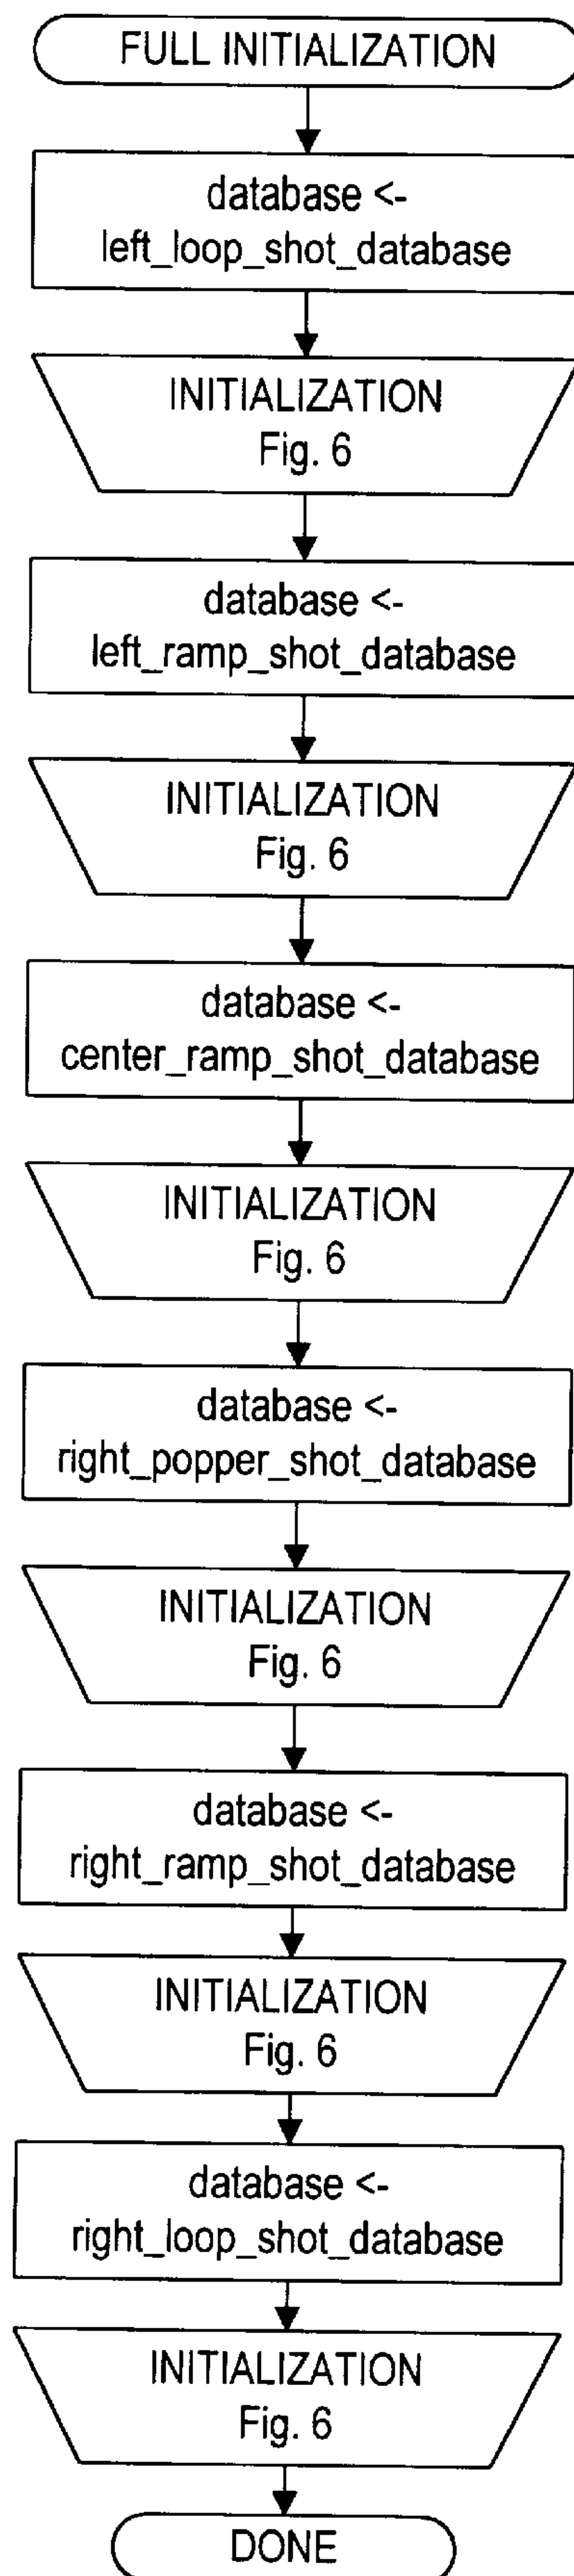 FULL INITIALIZATION
database <-
left_loop_shot_database
INITIALIZATION
Fig. 6
database <-
left_ramp_shot_database
INITIALIZATION
Fig. 6
database <-
center_ramp_shot_database
INITIALIZATION
Fig. 6
database <-
right_popper_shot_database
INITIALIZATION
Fig. 6
database <-
right_ramp_shot_database
INITIALIZATION
Fig. 6
database <-
right_loop_shot_database
INITIALIZATION
Fig. 6
DONE